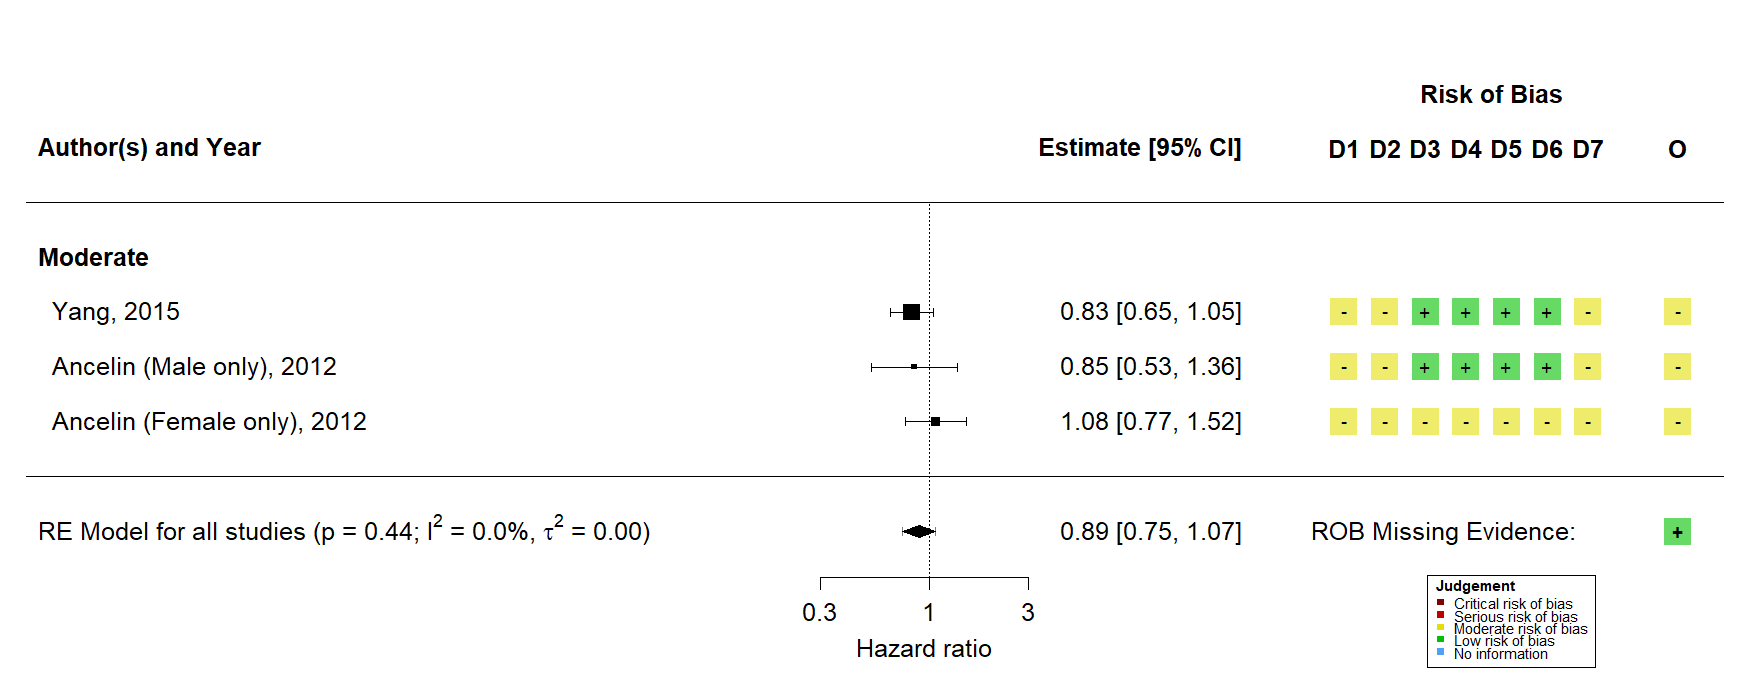 Risk of Bias
Author(s) and Year Estimate [95% CI] D1 D2 D3 D4 D5 D6 D7 O
Moderate
Yang, 2015 0.83 [0.65, 1.05] - - + + + + - -
Ancelin (Male only), 2012 0.85 [0.53, 1.36] - - + + + + - -
Ancelin (Female only), 2012 1.08 [0.77, 1.52] - - - - - - - -
RE Model for all studies (p = 0.44; I² = 0.0%, τ² = 0.00) 0.89 [0.75, 1.07] ROB Missing Evidence: +
0.3 1 3
Hazard ratio
Judgement
Critical risk of bias
Serious risk of bias
Moderate risk of bias
Low risk of bias
No information